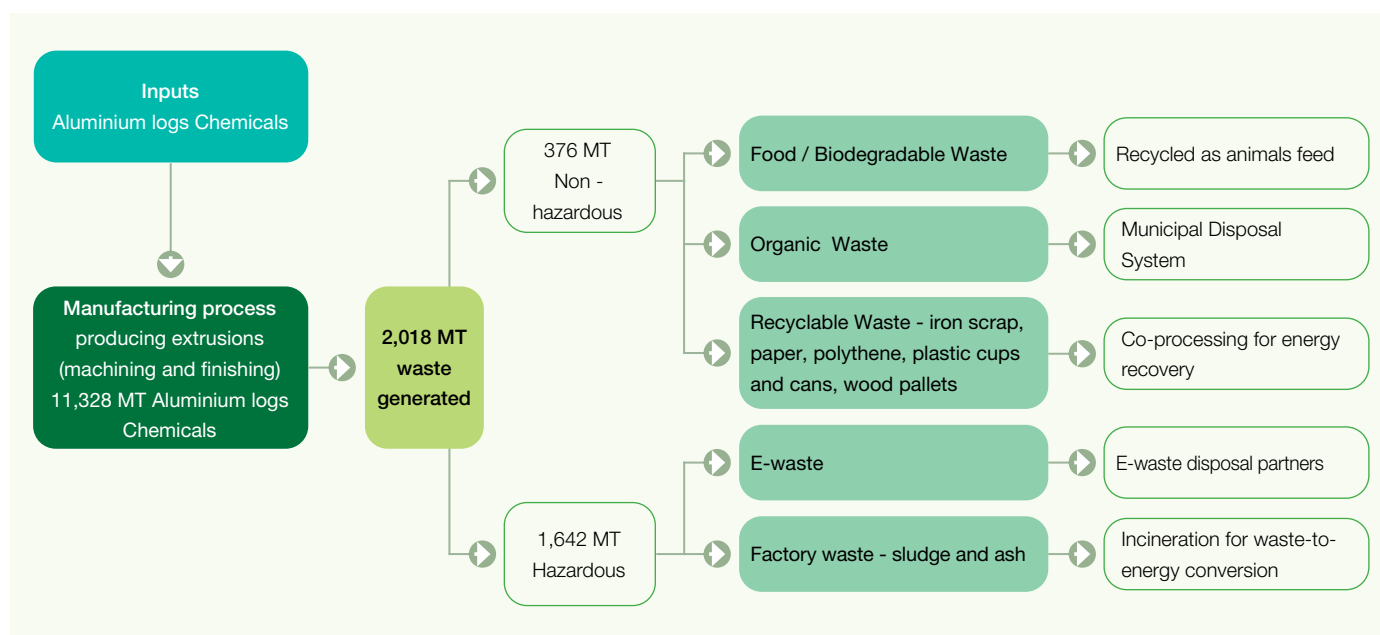 Inputs
Aluminium logs Chemicals
Manufacturing process
producing extrusions
(machining and finishing)
11,328 MT Aluminium logs
Chemicals
2,018 MT
waste
generated
376 MT
Non -
hazardous
Food / Biodegradable Waste
Recycled as animals feed
Organic Waste
Municipal Disposal
System
Recyclable Waste - iron scrap,
paper, polythene, plastic cups
and cans, wood pallets
Co-processing for energy
recovery
1,642 MT
Hazardous
E-waste
E-waste disposal partners
Factory waste - sludge and ash
Incineration for waste-to-
energy conversion